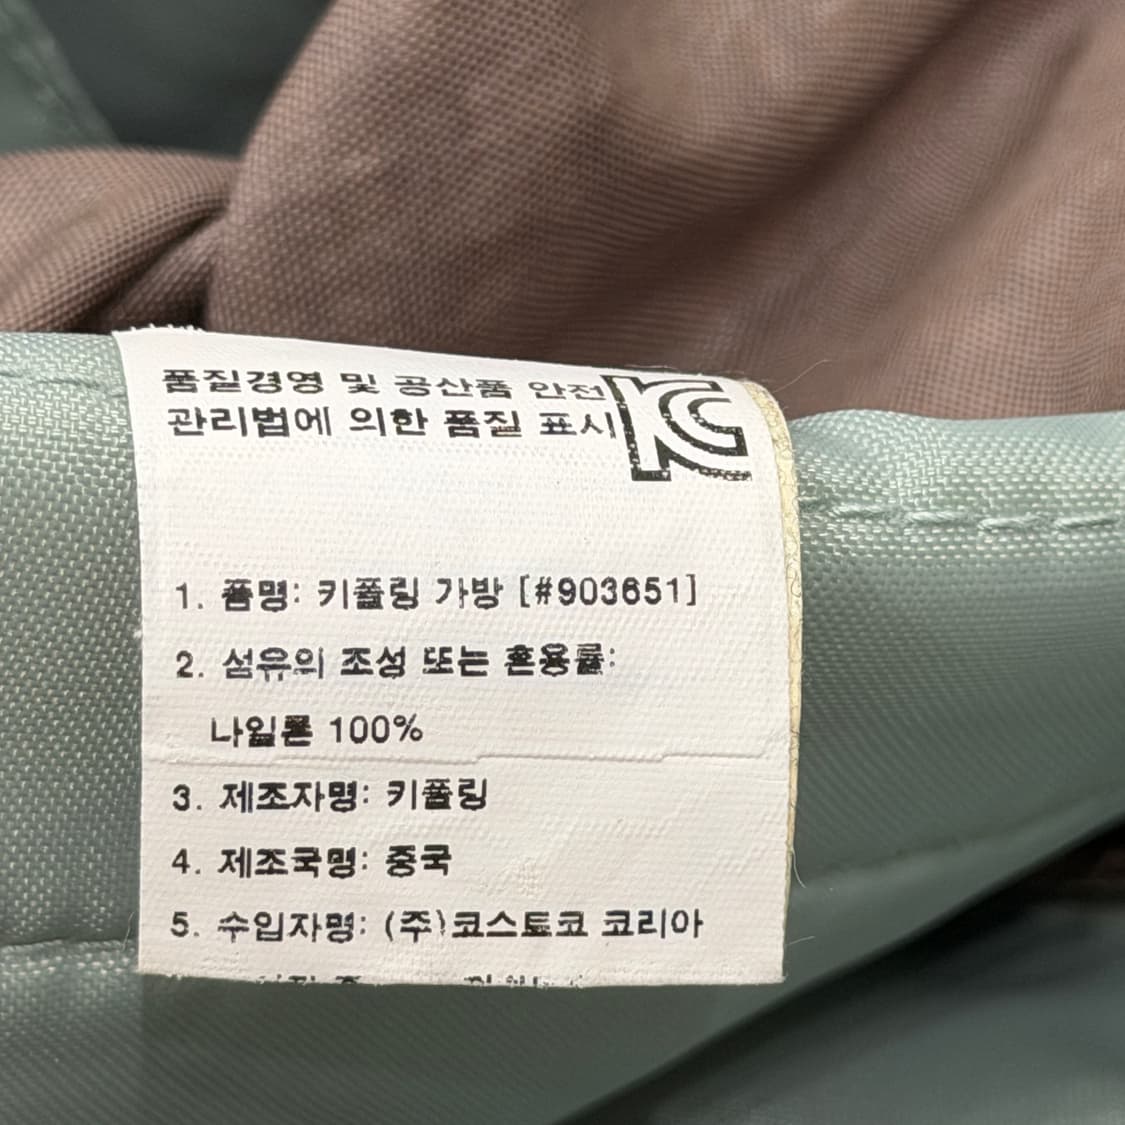 품질경영 및 공산품 안전
관리법에 의한 품질 표시
1. 품명: 키플링 가방 [#903651]
2. 섬유의 조성 또는 혼용률:
나일론 100%
3. 제조자명: 키플링
4. 제조국명: 중국
5. 수입자명: (주)코스트코 코리아